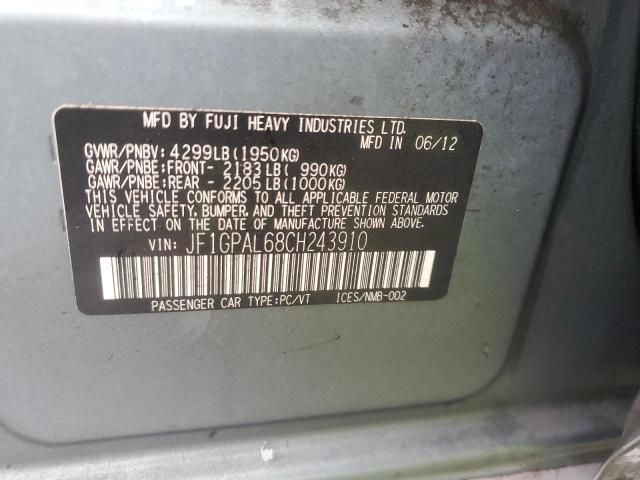 MFD BY FUJI HEAVY INDUSTRIES LTD.
MFD IN 06/12
GVWR/PNBV: 4299LB(1950KG)
GAWR/PNBE:FRONT- 2183LB( 990KG)
GAWR/PNBE:REAR - 2205LB(1000KG)
THIS VEHICLE CONFORMS TO ALL APPLICABLE FEDERAL MOTOR
VEHICLE SAFETY, BUMPER, AND THEFT PREVENTION STANDARDS
IN EFFECT ON THE DATE OF MANUFACTURE SHOWN ABOVE.
VIN: JF1GPAL68CH243910
PASSENGER CAR TYPE:PC/VT ICES/NMB-002